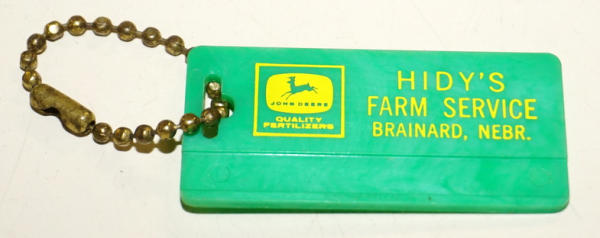 JOHN DEERE
QUALITY
FERTILIZERS
HIDY'S
FARM SERVICE
BRAINARD, NEBR.